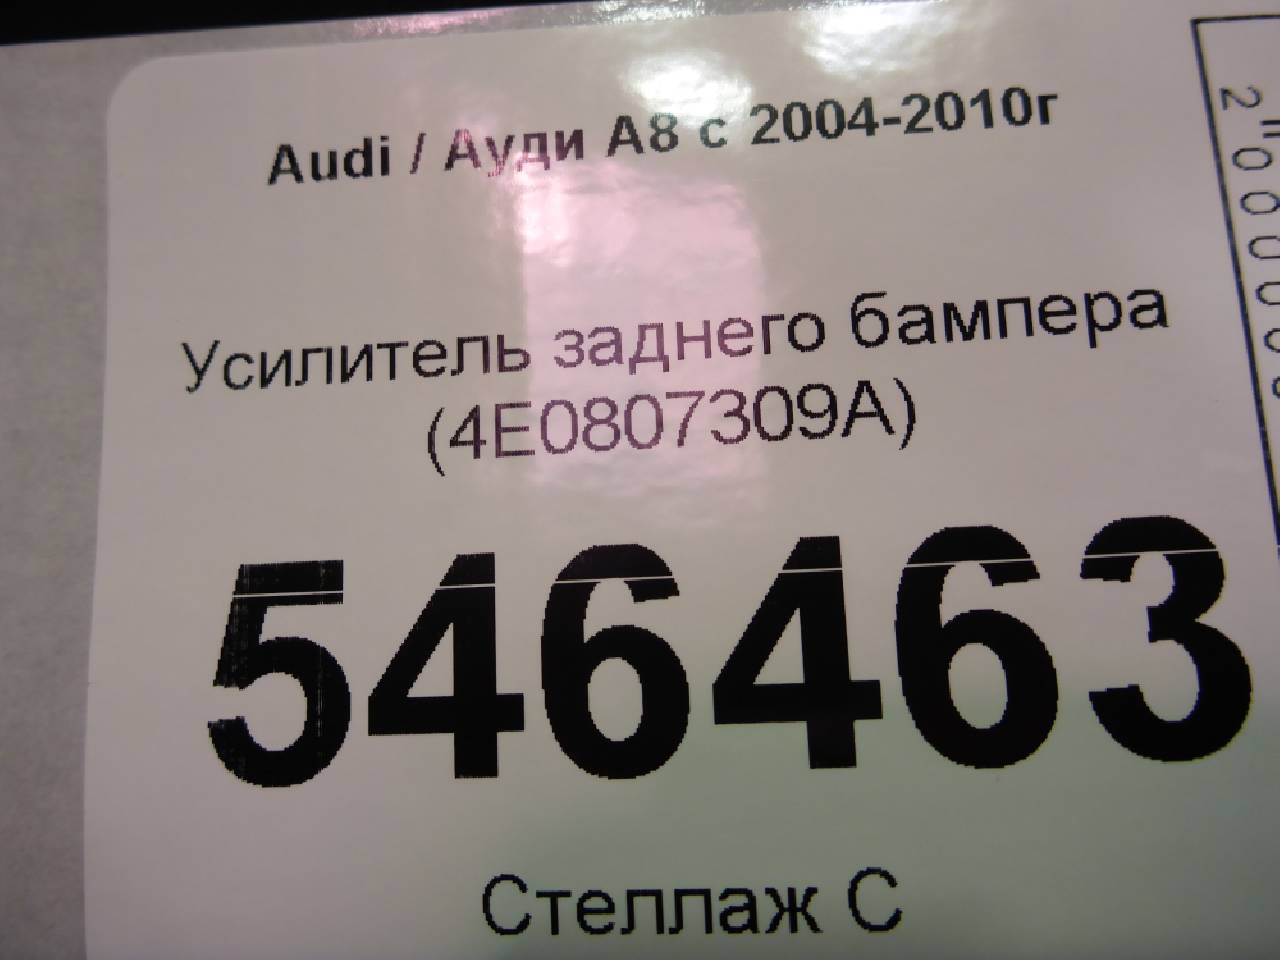 Audi / Ауди А8 с 2004-2010г
Усилитель заднего бампера
(4E0807309A)
546463
Стеллаж С